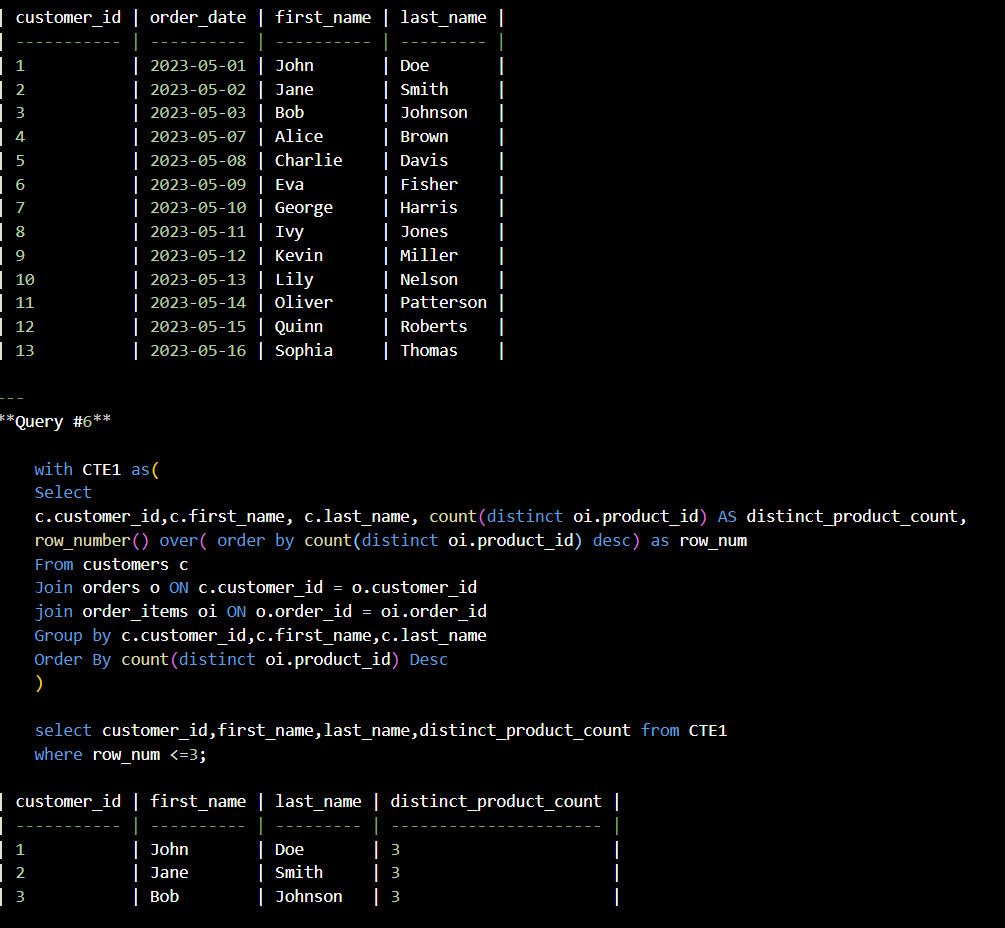 | customer_id | order_date | first_name | last_name |
| ----------- | ---------- | ---------- | --------- |
| 1           | 2023-05-01 | John       | Doe       |
| 2           | 2023-05-02 | Jane       | Smith     |
| 3           | 2023-05-03 | Bob        | Johnson   |
| 4           | 2023-05-07 | Alice      | Brown     |
| 5           | 2023-05-08 | Charlie    | Davis     |
| 6           | 2023-05-09 | Eva        | Fisher    |
| 7           | 2023-05-10 | George     | Harris    |
| 8           | 2023-05-11 | Ivy        | Jones     |
| 9           | 2023-05-12 | Kevin      | Miller    |
| 10          | 2023-05-13 | Lily       | Nelson    |
| 11          | 2023-05-14 | Oliver     | Patterson |
| 12          | 2023-05-15 | Quinn      | Roberts   |
| 13          | 2023-05-16 | Sophia     | Thomas    |
---
**Query #6**
with CTE1 as(
Select
c.customer_id,c.first_name, c.last_name, count(distinct oi.product_id) AS distinct_product_count,
row_number() over( order by count(distinct oi.product_id) desc) as row_num
From customers c
Join orders o ON c.customer_id = o.customer_id
join order_items oi ON o.order_id = oi.order_id
Group by c.customer_id,c.first_name,c.last_name
Order By count(distinct oi.product_id) Desc
)
select customer_id,first_name,last_name,distinct_product_count from CTE1
where row_num <=3;
| customer_id | first_name | last_name | distinct_product_count |
| ----------- | ---------- | --------- | ---------------------- |
| 1           | John       | Doe       | 3                      |
| 2           | Jane       | Smith     | 3                      |
| 3           | Bob        | Johnson   | 3                      |